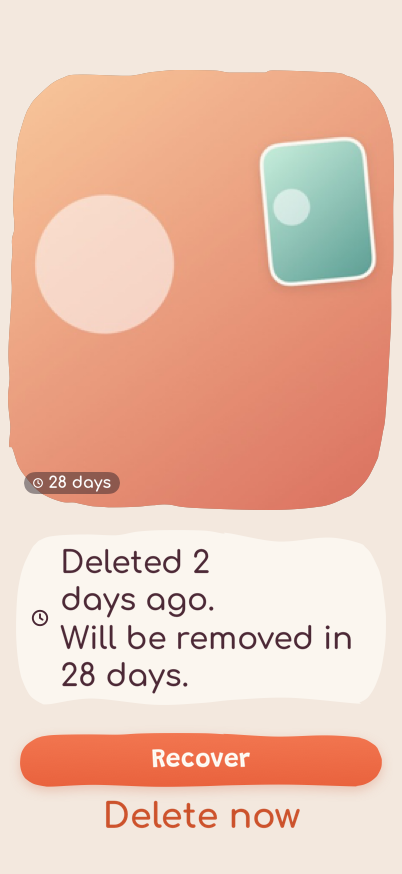 28 days
Deleted 2
days ago.
Will be removed in
28 days.
Recover
Delete now